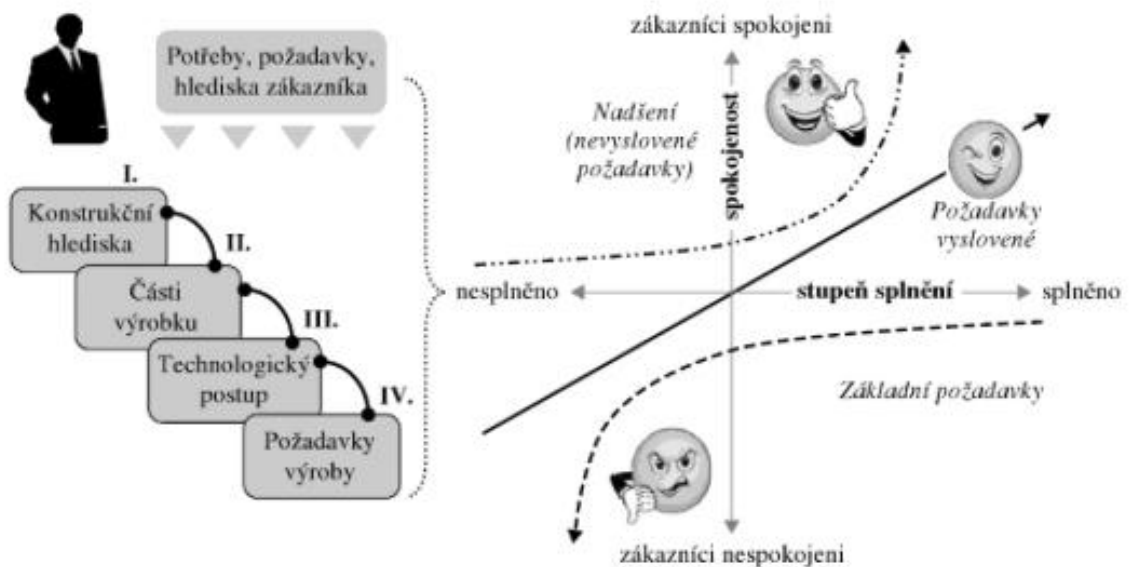 Potřeby, požadavky,
hlediska zákazníka
I.
Konstrukční
hlediska
II.
Části
výrobku
III.
Technologický
postup
IV.
Požadavky
výroby
zákazníci spokojeni
Nadšení
(nevyslovené
požadavky)
spokojenost
Požadavky
vyslovené
nesplněno
stupeň splnění
splněno
Základní požadavky
zákazníci nespokojeni